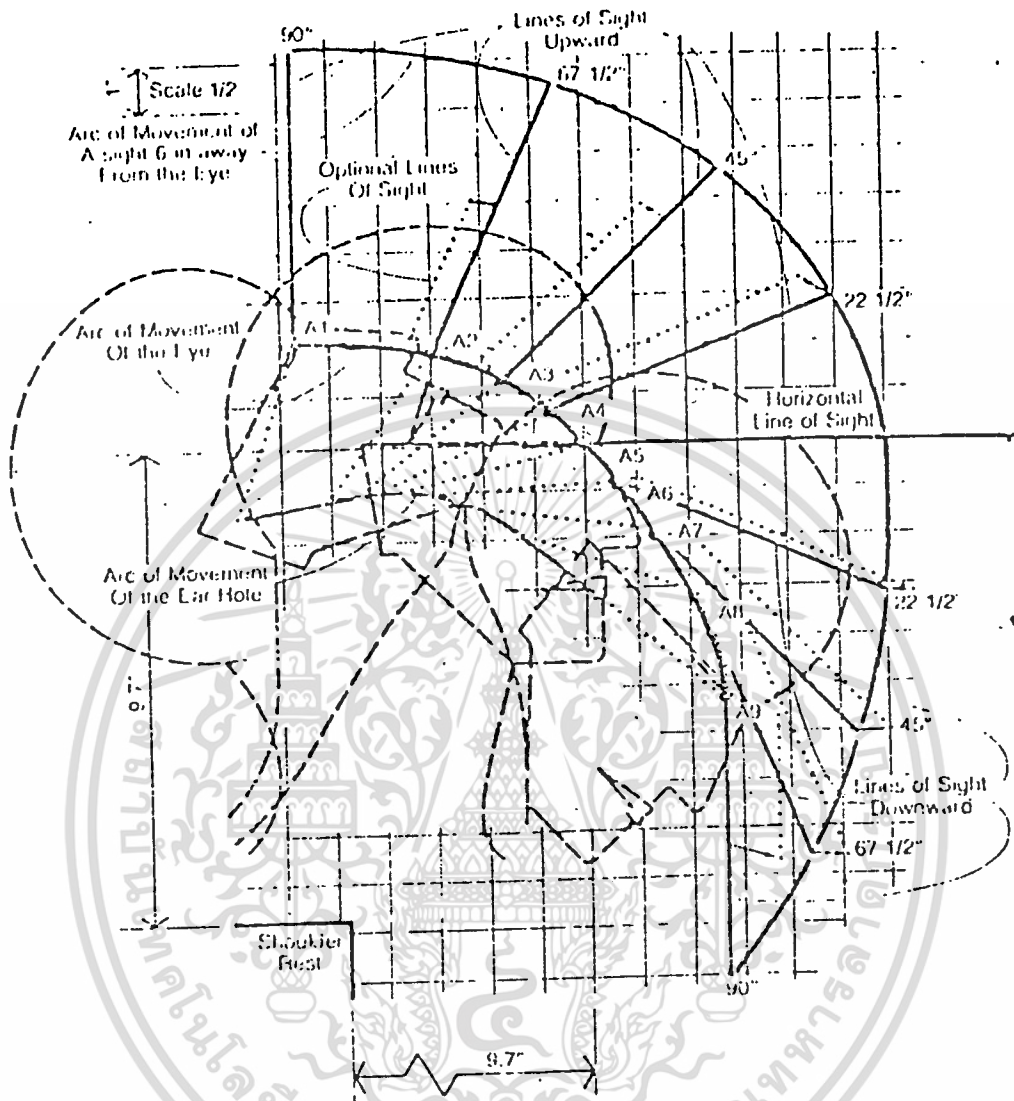 Lines of Sight
Upward
90"
67 1/2"
Scale 1/2
45
Arc of Movement of
A sight 6 in away
From the Eye
Optional Lines
Of Sight
22 1/2"
Arc of Movement
Of the Eye
A1
A2
A3
A4
A5
A6
A7
A8
A9
Horizontal
Line of Sight
Arc of Movement
Of the Ear Hole
22 1/2
45"
Lines of Sight
Downward
67 1/2"
90"
Shoulder
Rest
9.7"